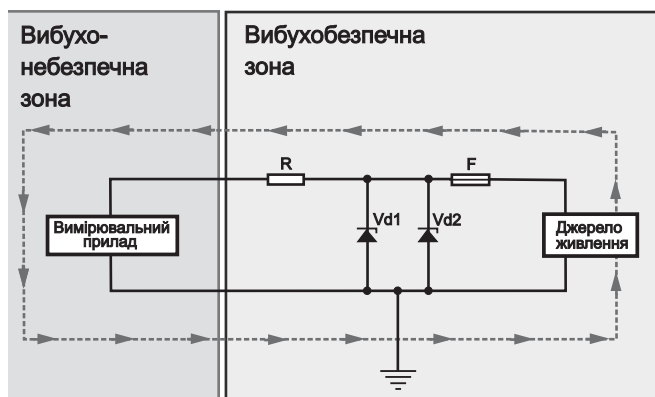 Вибухо-
небезпечна
зона
Вибухобезпечна
зона
R
F
Vd1
Vd2
Вимірювальний
прилад
Джерело
живлення